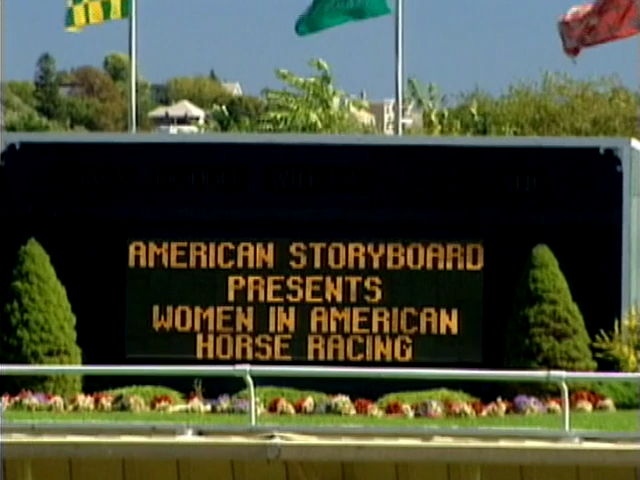 AMERICAN STORYBOARD
PRESENTS
WOMEN IN AMERICAN
HORSE RACING